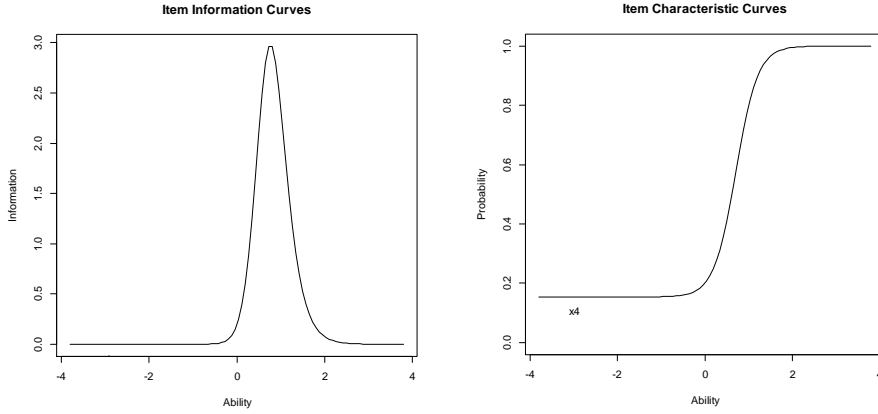 Item Information Curves
Information
3.0
2.5
2.0
1.5
1.0
0.5
0.0
-4 -2 0 2 4
Ability
Item Characteristic Curves
Probability
1.0
0.8
0.6
0.4
0.2
0.0
x4
-4 -2 0 2 4
Ability